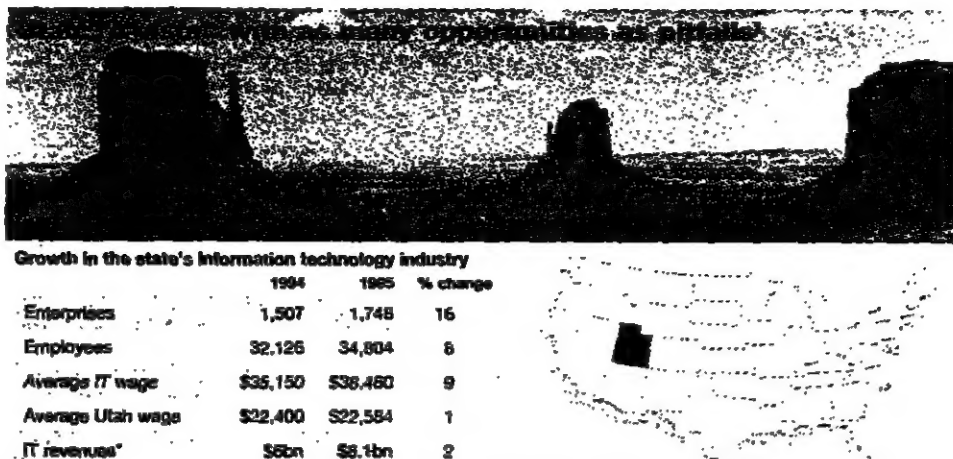 with as many opportunities as pitfalls'
Growth in the state's information technology industry
1994 1995 % change
Enterprises 1,507 1,748 16
Employees 32,126 34,804 8
Average IT wage $35,150 $38,460 9
Average Utah wage $22,400 $22,584 1
IT revenues* $6bn $6.1bn 2